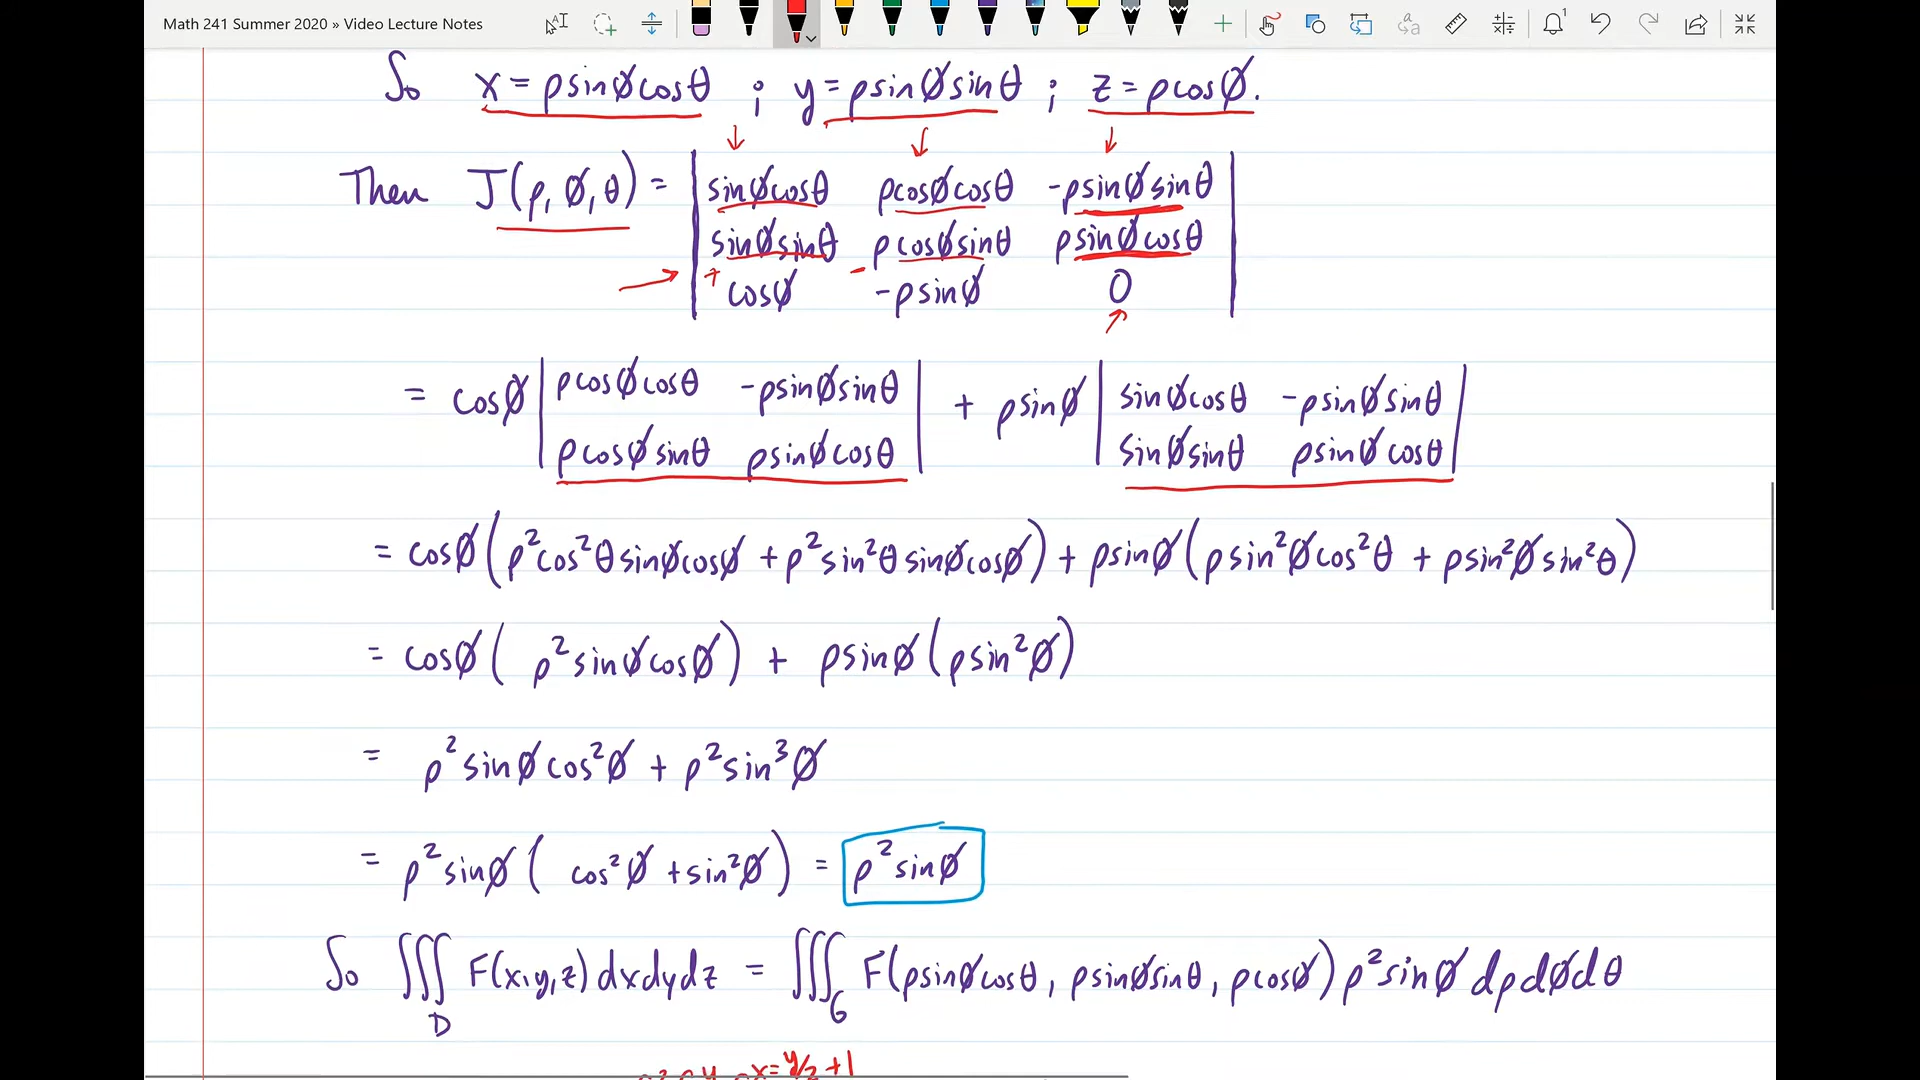 Math 241 Summer 2020 » Video Lecture Notes
So x = ρsinφcosθ ; y = ρsinφsinθ ; z = ρcosφ.
Then J(ρ, φ, θ) = | sinφcosθ ρcosφcosθ -ρsinφsinθ |
| sinφsinθ ρcosφsinθ ρsinφcosθ |
+ - | cosφ -ρsinφ 0 |
= cosφ | ρcosφcosθ -ρsinφsinθ | + ρsinφ | sinφcosθ -ρsinφsinθ |
| ρcosφsinθ ρsinφcosθ | | sinφsinθ ρsinφcosθ |
= cosφ(ρ²cos²θsinφcosφ + ρ²sin²θsinφcosφ) + ρsinφ(ρsin²φcos²θ + ρsin²φsin²θ)
= cosφ( ρ²sinφcosφ) + ρsinφ(ρsin²φ)
= ρ²sinφcos²φ + ρ²sin³φ
= ρ²sinφ( cos²φ + sin²φ) = ρ²sinφ
So ∭_D F(x,y,z) dxdydz = ∭_G F(ρsinφcosθ, ρsinφsinθ, ρcosφ) ρ²sinφ dρdφdθ
x = y/2 + 1